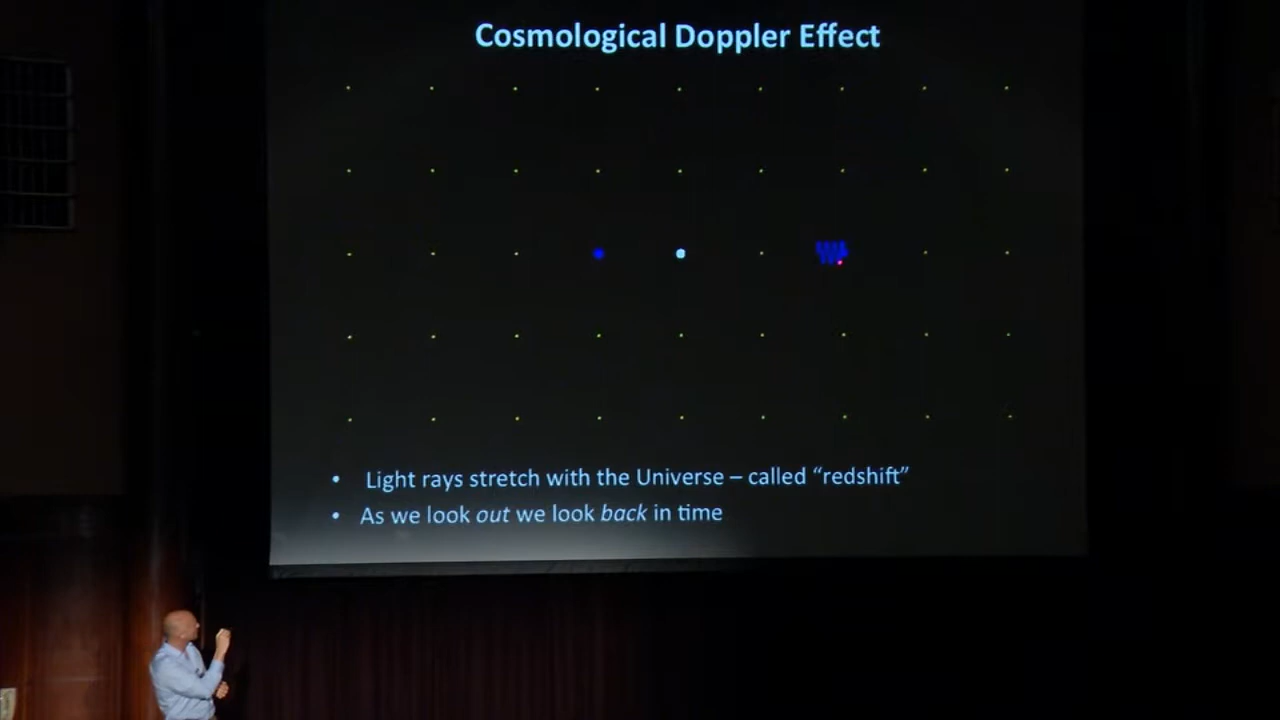 Cosmological Doppler Effect
• Light rays stretch with the Universe – called “redshift”
• As we look out we look back in time